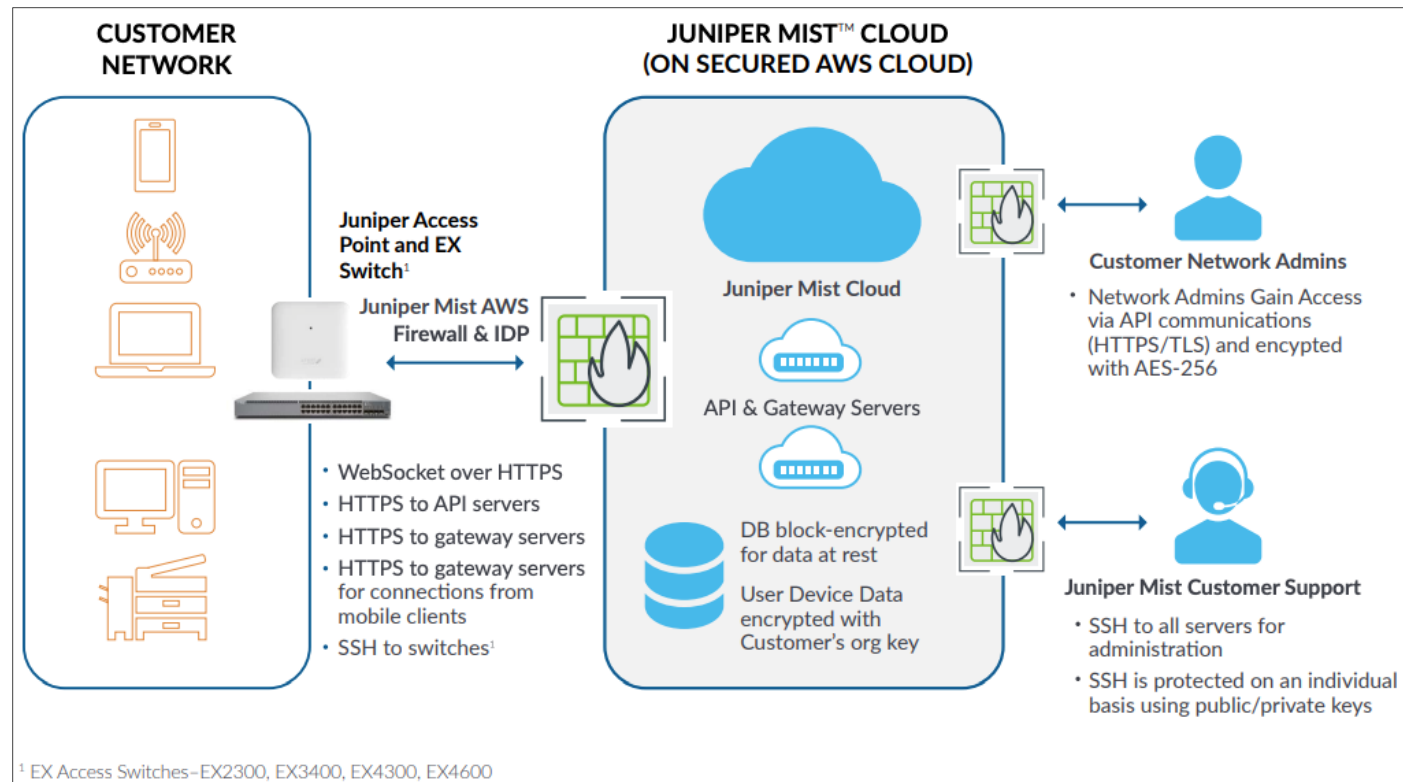 CUSTOMER
NETWORK
JUNIPER MIST™ CLOUD
(ON SECURED AWS CLOUD)
Juniper Access
Point and EX
Switch¹
Juniper Mist AWS
Firewall & IDP
• WebSocket over HTTPS
• HTTPS to API servers
• HTTPS to gateway servers
• HTTPS to gateway servers
for connections from
mobile clients
• SSH to switches¹
Juniper Mist Cloud
API & Gateway Servers
DB block-encrypted
for data at rest
User Device Data
encrypted with
Customer's org key
Customer Network Admins
• Network Admins Gain Access
via API communications
(HTTPS/TLS) and encypted
with AES-256
Juniper Mist Customer Support
• SSH to all servers for
administration
• SSH is protected on an individual
basis using public/private keys
¹ EX Access Switches–EX2300, EX3400, EX4300, EX4600